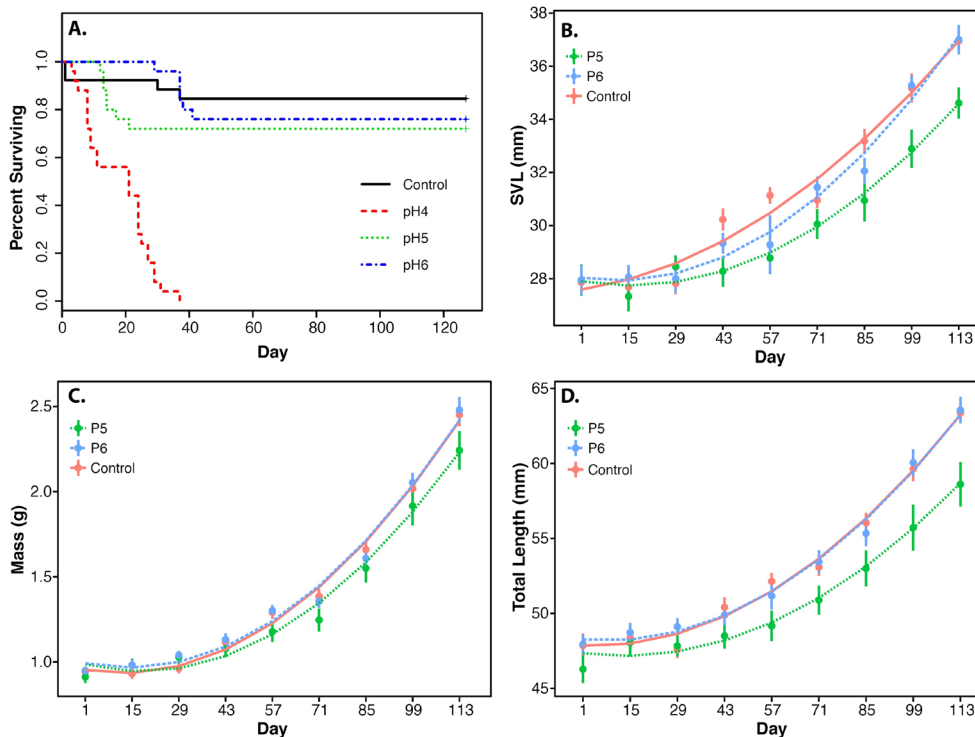 A.
Percent Surviving
1.0
0.8
0.6
0.4
0.2
0.0
Control
pH4
pH5
pH6
0 20 40 60 80 100 120
Day
B.
SVL (mm)
38
36
34
32
30
28
P5
P6
Control
1 15 29 43 57 71 85 99 113
Day
C.
Mass (g)
2.5
2.0
1.5
1.0
P5
P6
Control
1 15 29 43 57 71 85 99 113
Day
D.
Total Length (mm)
65
60
55
50
45
P5
P6
Control
1 15 29 43 57 71 85 99 113
Day